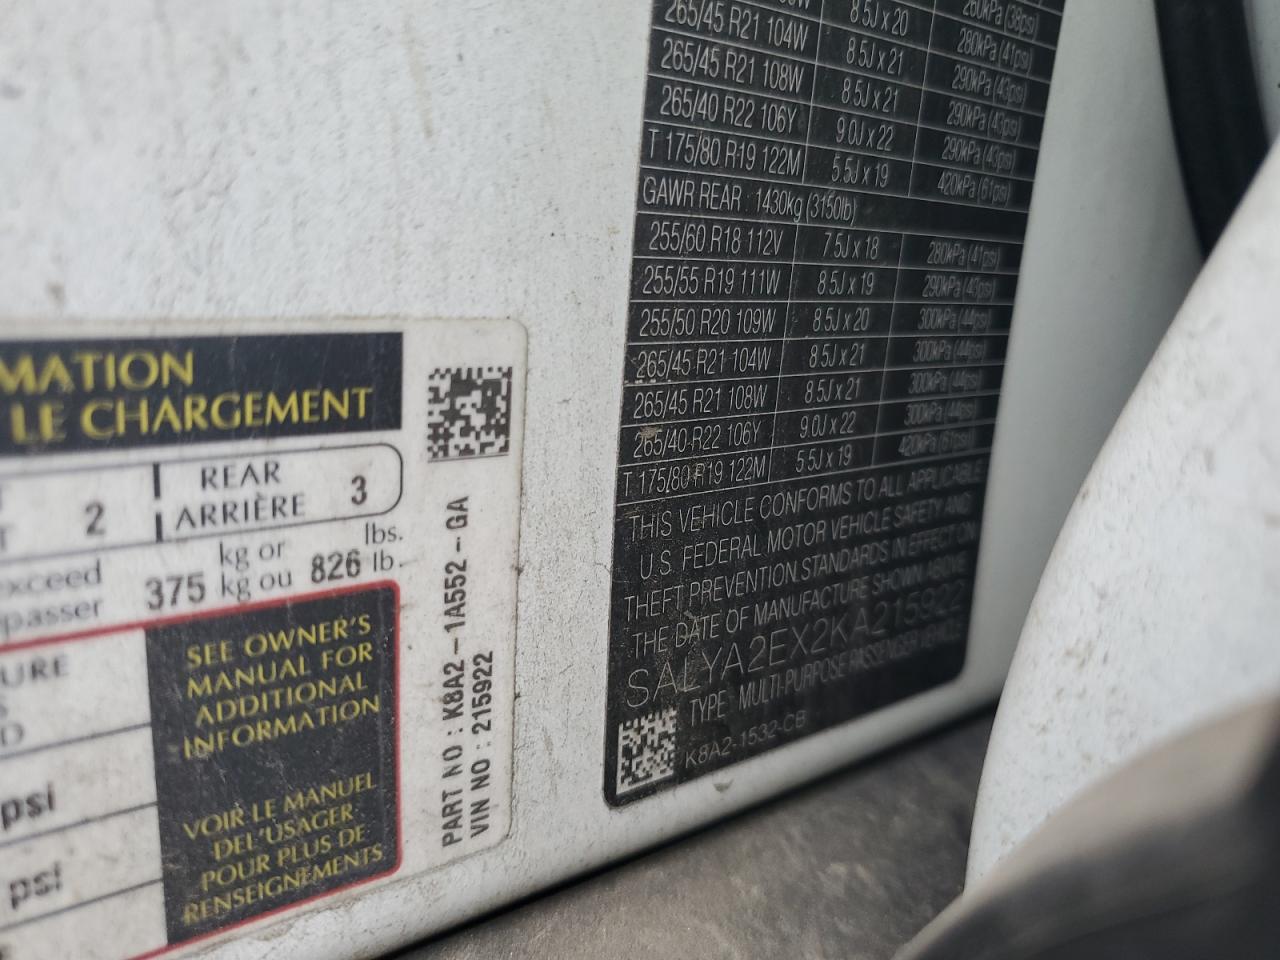 MATION
LE CHARGEMENT
2
REAR
ARRIÈRE
3
exceed
passer
375
kg or
kg ou
826
lbs.
lb.
URE
D
psi
psi
SEE OWNER'S
MANUAL FOR
ADDITIONAL
INFORMATION
VOIR LE MANUEL
DEL'USAGER
POUR PLUS DE
RENSEIGNEMENTS
PART NO : K8A2 - 1A552 - GA
VIN NO : 215922
8.5J x 20 260kPa (38psi)
265/45 R21 104W 8.5J x 21 280kPa (41psi)
265/45 R21 108W 8.5J x 21 290kPa (43psi)
265/40 R22 106Y 9.0J x 22 290kPa (43psi)
T 175/80 R19 122M 5.5J x 19 420kPa (61psi)
GAWR REAR : 1430kg (3150lb)
255/60 R18 112V 7.5J x 18 280kPa (41psi)
255/55 R19 111W 8.5J x 19 290kPa (43psi)
255/50 R20 109W 8.5J x 20 300kPa (44psi)
265/45 R21 104W 8.5J x 21 300kPa (44psi)
265/45 R21 108W 8.5J x 21 300kPa (44psi)
265/40 R22 106Y 9.0J x 22 300kPa (44psi)
T 175/80 R19 122M 5.5J x 19 420kPa (61psi)
THIS VEHICLE CONFORMS TO ALL APPLICABLE
U.S. FEDERAL MOTOR VEHICLE SAFETY AND
THEFT PREVENTION STANDARDS IN EFFECT ON
THE DATE OF MANUFACTURE SHOWN ABOVE
SALYA2EX2KA215922
TYPE: MULTI-PURPOSE PASSENGER VEHICLE
K8A2-1532-CB